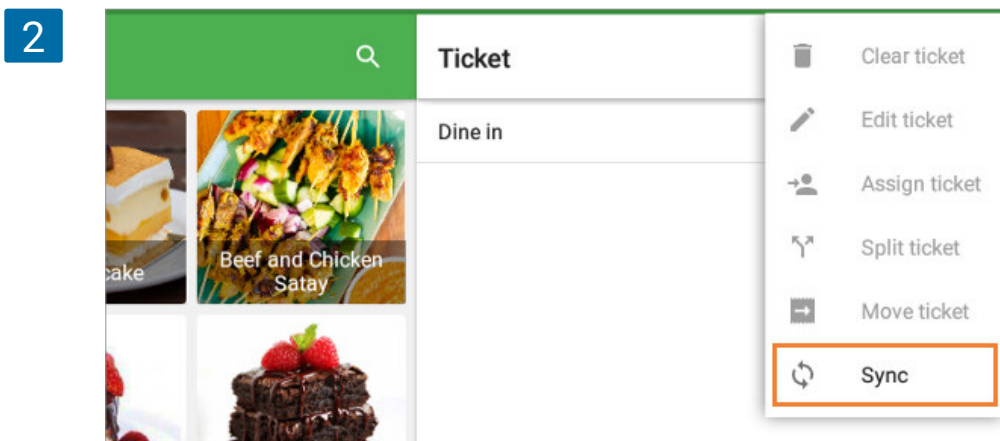 2
Ticket
Dine in
cake
Beef and Chicken
Satay
Clear ticket
Edit ticket
Assign ticket
Split ticket
Move ticket
Sync